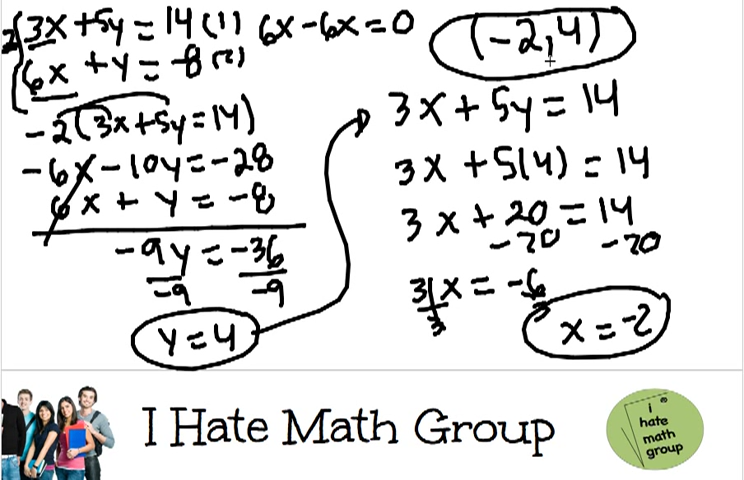 2 3x + 5y = 14 (1) 6x - 6x = 0
6x + y = -8 (2)
-2(3x + 5y = 14)
-6x - 10y = -28
6x + y = -8
-9y = -36
-9 -9
y = 4
(-2, 4)
3x + 5y = 14
3x + 5(4) = 14
3x + 20 = 14
-20 -20
3x = -6
3 3
x = -2
I Hate Math Group
i
hate
math
group